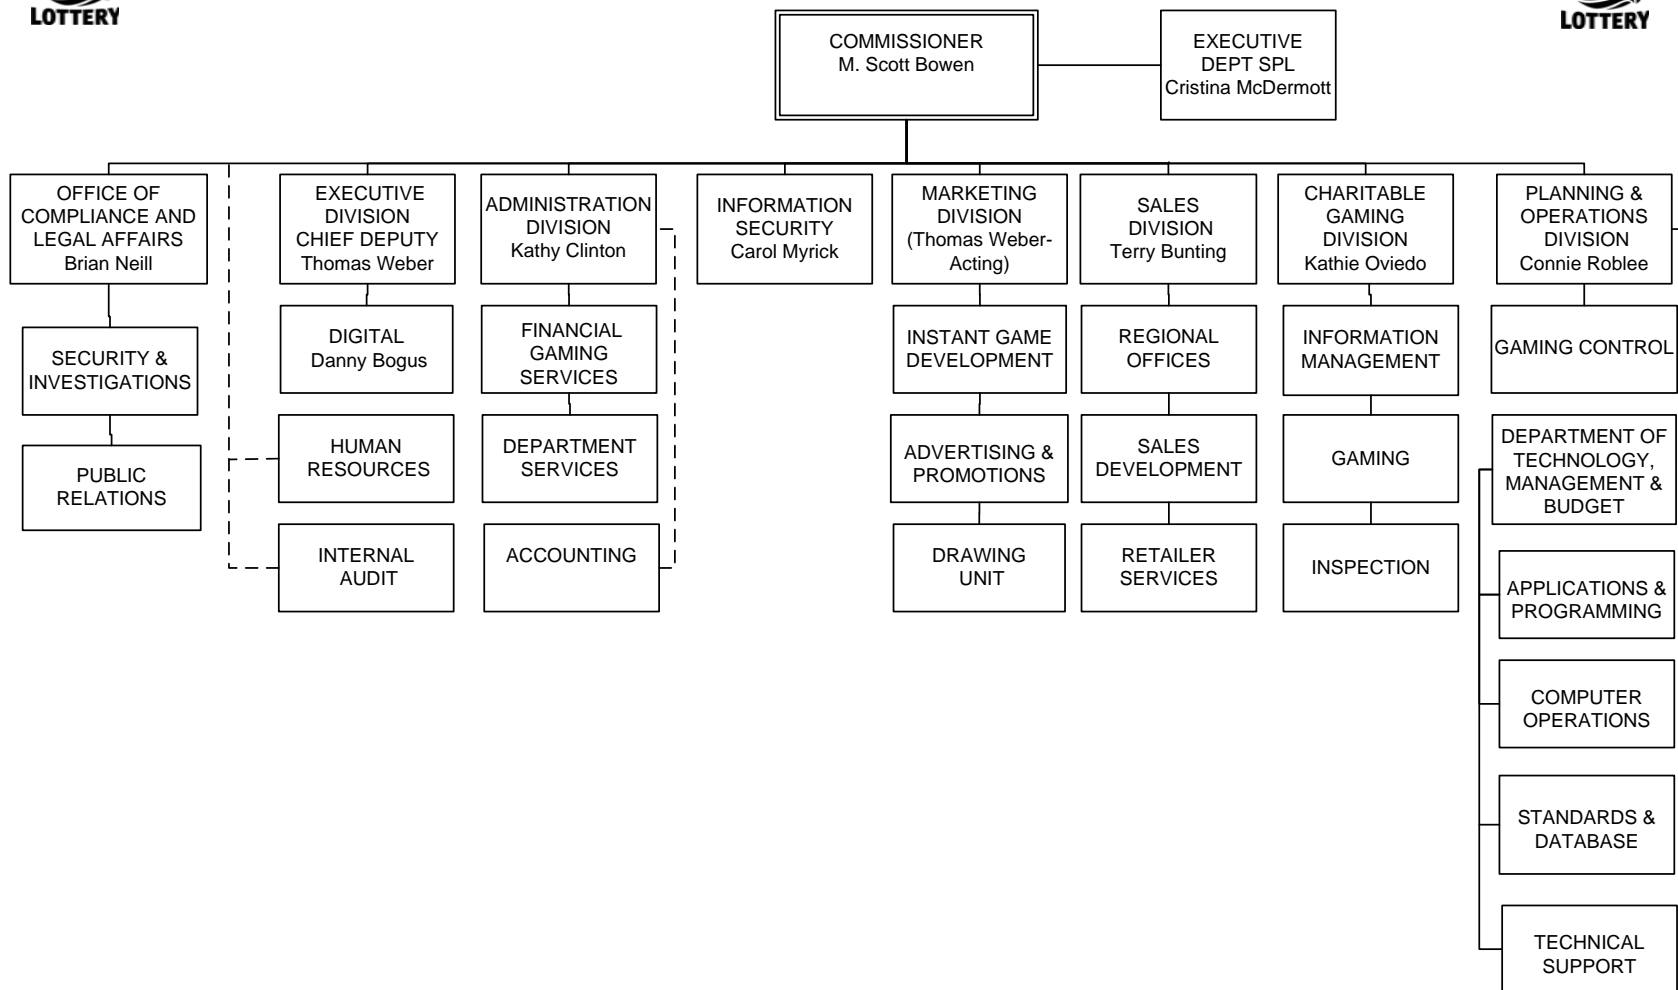 LOTTERY
LOTTERY
COMMISSIONER
M. Scott Bowen
EXECUTIVE
DEPT SPL
Cristina McDermott
OFFICE OF
COMPLIANCE AND
LEGAL AFFAIRS
Brian Neill
EXECUTIVE
DIVISION
CHIEF DEPUTY
Thomas Weber
ADMINISTRATION
DIVISION
Kathy Clinton
INFORMATION
SECURITY
Carol Myrick
MARKETING
DIVISION
(Thomas Weber-
Acting)
SALES
DIVISION
Terry Bunting
CHARITABLE
GAMING
DIVISION
Kathie Oviedo
PLANNING &
OPERATIONS
DIVISION
Connie Roblee
SECURITY &
INVESTIGATIONS
DIGITAL
Danny Bogus
FINANCIAL
GAMING
SERVICES
INSTANT GAME
DEVELOPMENT
REGIONAL
OFFICES
INFORMATION
MANAGEMENT
GAMING CONTROL
PUBLIC
RELATIONS
HUMAN
RESOURCES
DEPARTMENT
SERVICES
ADVERTISING &
PROMOTIONS
SALES
DEVELOPMENT
GAMING
DEPARTMENT OF
TECHNOLOGY,
MANAGEMENT &
BUDGET
INTERNAL
AUDIT
ACCOUNTING
DRAWING
UNIT
RETAILER
SERVICES
INSPECTION
APPLICATIONS &
PROGRAMMING
COMPUTER
OPERATIONS
STANDARDS &
DATABASE
TECHNICAL
SUPPORT